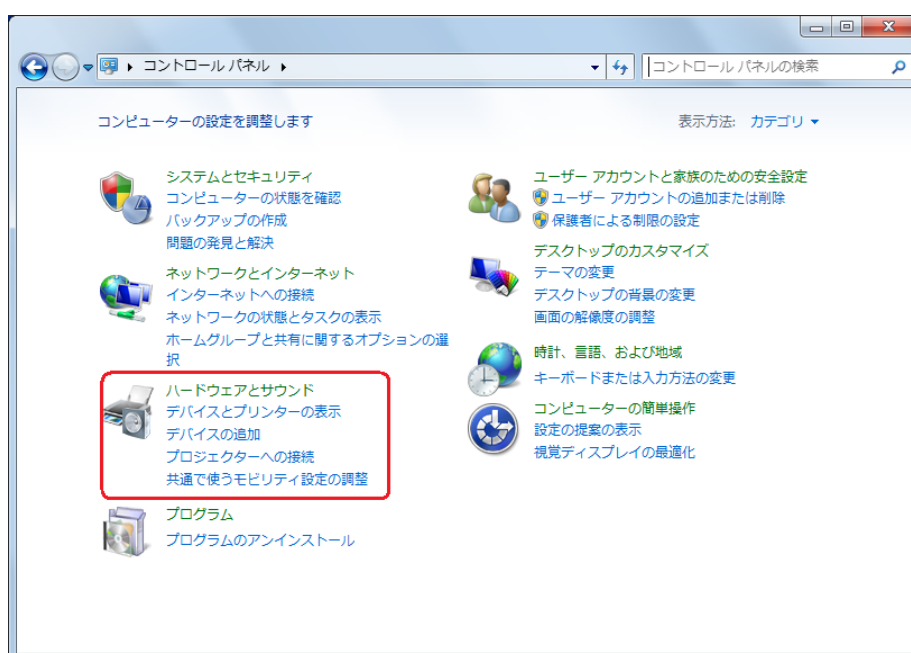 コントロール パネル
コントロール パネルの検索
コンピューターの設定を調整します
表示方法: カテゴリ
システムとセキュリティ
コンピューターの状態を確認
バックアップの作成
問題の発見と解決
ネットワークとインターネット
インターネットへの接続
ネットワークの状態とタスクの表示
ホームグループと共有に関するオプションの選
択
ハードウェアとサウンド
デバイスとプリンターの表示
デバイスの追加
プロジェクターへの接続
共通で使うモビリティ設定の調整
プログラム
プログラムのアンインストール
ユーザー アカウントと家族のための安全設定
ユーザー アカウントの追加または削除
保護者による制限の設定
デスクトップのカスタマイズ
テーマの変更
デスクトップの背景の変更
画面の解像度の調整
時計、言語、および地域
キーボードまたは入力方法の変更
コンピューターの簡単操作
設定の提案の表示
視覚ディスプレイの最適化